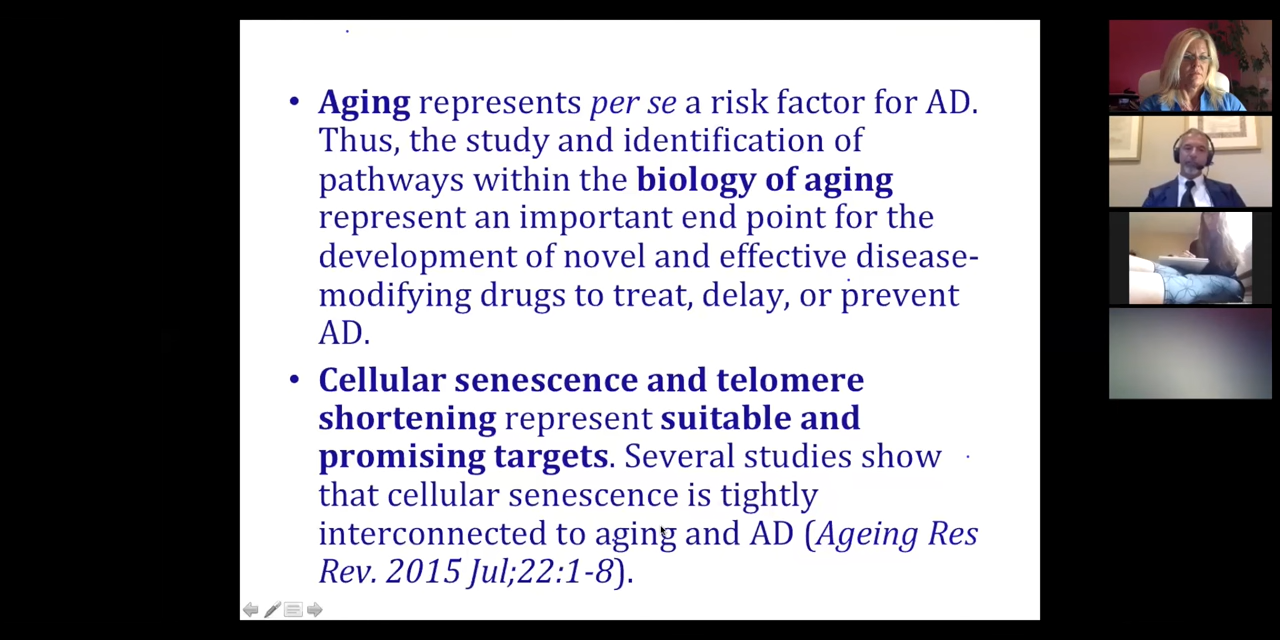 • Aging represents per se a risk factor for AD.
Thus, the study and identification of
pathways within the biology of aging
represent an important end point for the
development of novel and effective disease-
modifying drugs to treat, delay, or prevent
AD.
• Cellular senescence and telomere
shortening represent suitable and
promising targets. Several studies show
that cellular senescence is tightly
interconnected to aging and AD (Ageing Res
Rev. 2015 Jul;22:1-8).